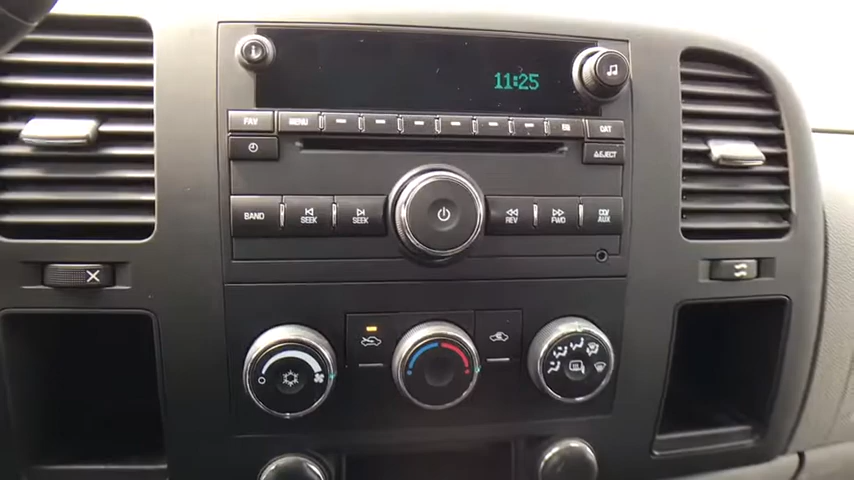 11:25
FAV
MENU
CAT
EJECT
BAND
SEEK
SEEK
REV
FWD
CD/AUX